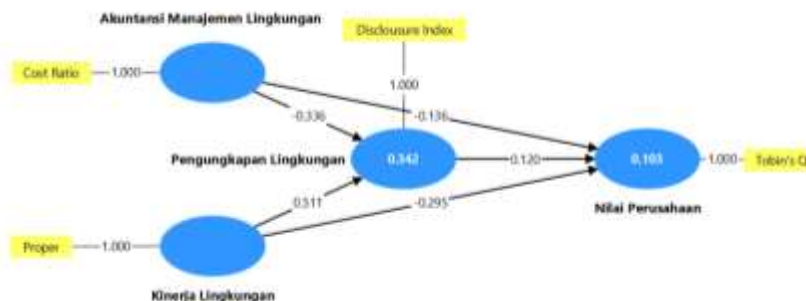 Akuntansi Manajemen Lingkungan
Disclousure Index
Cost Ratio
1.000
1.000
-0.336
-0.136
Pengungkapan Lingkungan
0.342
0.120
0.103
1.000
Tobin's Q
0.511
-0.295
Nilai Perusahaan
Proper
1.000
Kinerja Lingkungan